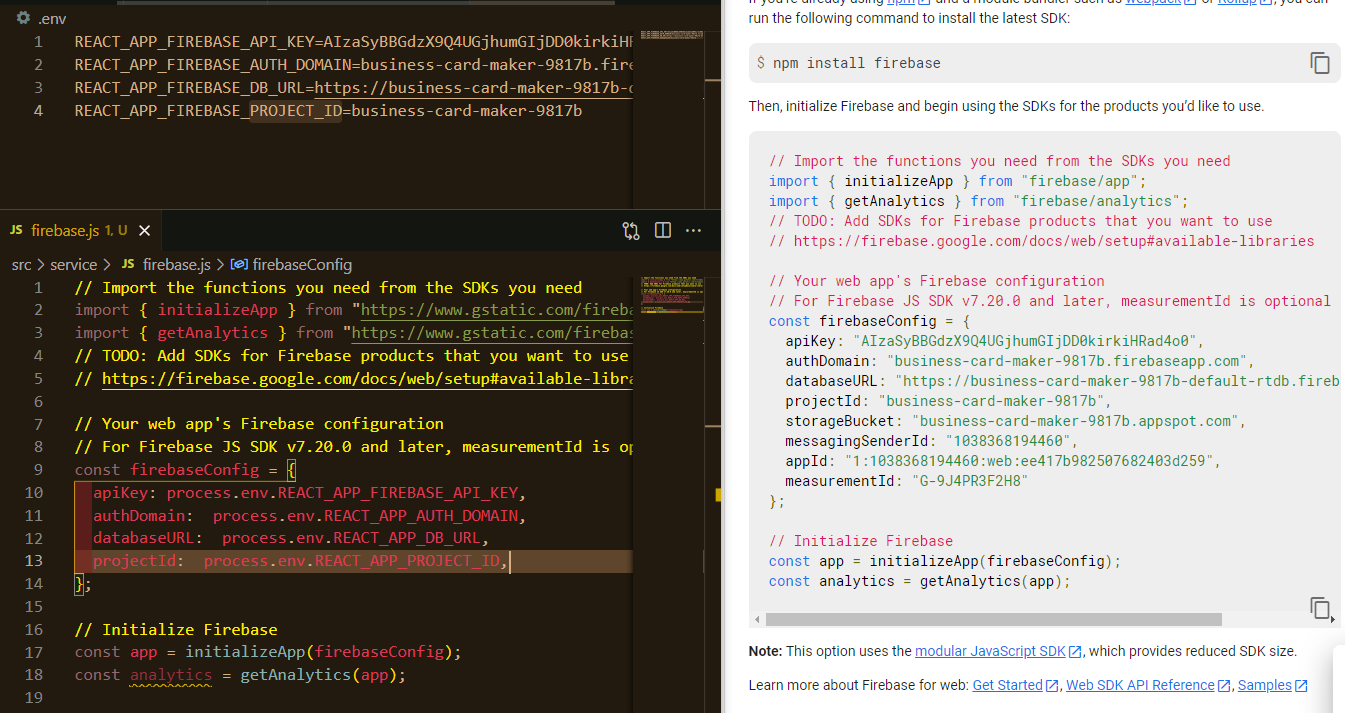 .env
1 REACT_APP_FIREBASE_API_KEY=AIzaSyBBGdzX9Q4UGjhumGIjDD0kirkiHR
2 REACT_APP_FIREBASE_AUTH_DOMAIN=business-card-maker-9817b.fire
3 REACT_APP_FIREBASE_DB_URL=https://business-card-maker-9817b-d
4 REACT_APP_FIREBASE_PROJECT_ID=business-card-maker-9817b
JS firebase.js 1, U
src > service > JS firebase.js > firebaseConfig
1 // Import the functions you need from the SDKs you need
2 import { initializeApp } from "https://www.gstatic.com/fireba
3 import { getAnalytics } from "https://www.gstatic.com/firebas
4 // TODO: Add SDKs for Firebase products that you want to use
5 // https://firebase.google.com/docs/web/setup#available-libra
6
7 // Your web app's Firebase configuration
8 // For Firebase JS SDK v7.20.0 and later, measurementId is op
9 const firebaseConfig = {
10 apiKey: process.env.REACT_APP_FIREBASE_API_KEY,
11 authDomain: process.env.REACT_APP_AUTH_DOMAIN,
12 databaseURL: process.env.REACT_APP_DB_URL,
13 projectId: process.env.REACT_APP_PROJECT_ID,
14 };
15
16 // Initialize Firebase
17 const app = initializeApp(firebaseConfig);
18 const analytics = getAnalytics(app);
19
If you're already using npm and a module bundler such as webpack or Rollup, you can
run the following command to install the latest SDK:
$ npm install firebase
Then, initialize Firebase and begin using the SDKs for the products you'd like to use.
// Import the functions you need from the SDKs you need
import { initializeApp } from "firebase/app";
import { getAnalytics } from "firebase/analytics";
// TODO: Add SDKs for Firebase products that you want to use
// https://firebase.google.com/docs/web/setup#available-libraries
// Your web app's Firebase configuration
// For Firebase JS SDK v7.20.0 and later, measurementId is optional
const firebaseConfig = {
apiKey: "AIzaSyBBGdzX9Q4UGjhumGIjDD0kirkiHRad4o0",
authDomain: "business-card-maker-9817b.firebaseapp.com",
databaseURL: "https://business-card-maker-9817b-default-rtdb.fireb
projectId: "business-card-maker-9817b",
storageBucket: "business-card-maker-9817b.appspot.com",
messagingSenderId: "1038368194460",
appId: "1:1038368194460:web:ee417b982507682403d259",
measurementId: "G-9J4PR3F2H8"
};
// Initialize Firebase
const app = initializeApp(firebaseConfig);
const analytics = getAnalytics(app);
Note: This option uses the modular JavaScript SDK, which provides reduced SDK size.
Learn more about Firebase for web: Get Started, Web SDK API Reference, Samples